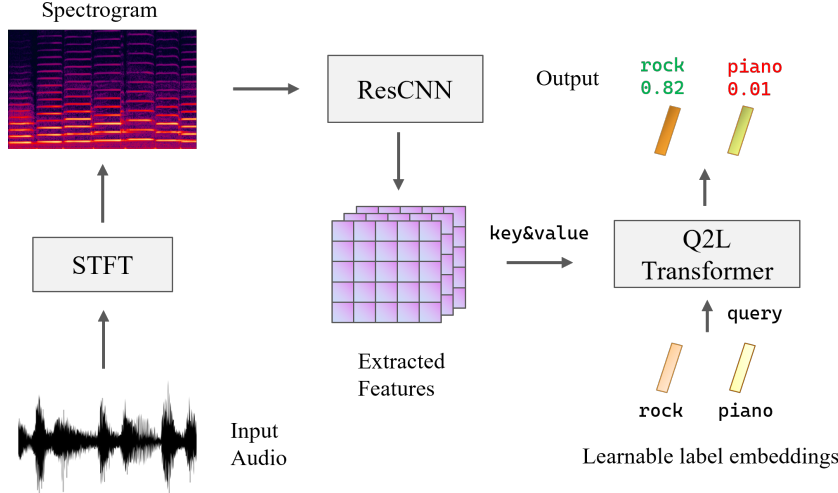 Spectrogram
ResCNN
Output
rock
0.82
piano
0.01
STFT
key&value
Q2L
Transformer
query
Extracted
Features
rock
piano
Input
Audio
Learnable label embeddings